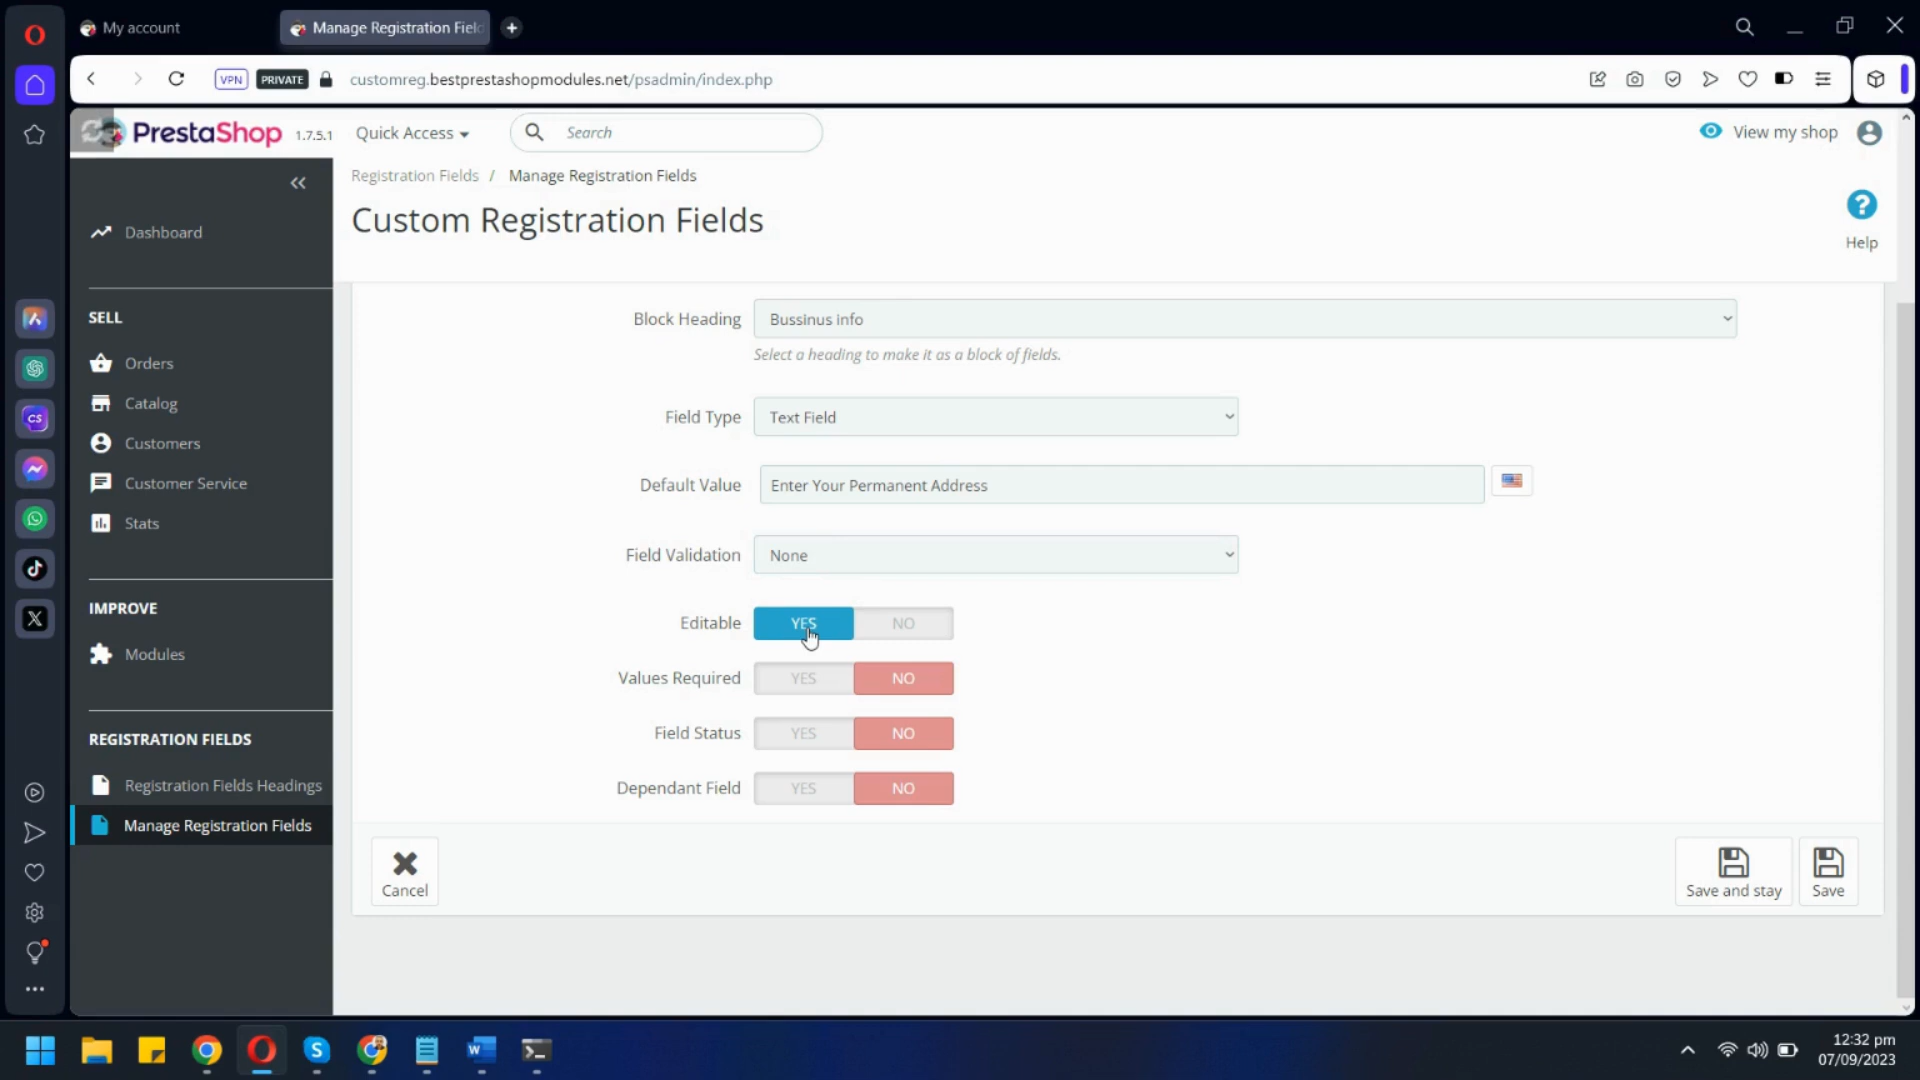 My account
Manage Registration Fiel
VPN
PRIVATE
customreg.bestprestashopmodules.net/psadmin/index.php
PrestaShop
1.7.5.1
Quick Access
Search
View my shop
Registration Fields / Manage Registration Fields
Custom Registration Fields
Help
Dashboard
SELL
Orders
Catalog
Customers
Customer Service
Stats
IMPROVE
Modules
REGISTRATION FIELDS
Registration Fields Headings
Manage Registration Fields
CS
Block Heading
Bussinus info
Select a heading to make it as a block of fields.
Field Type
Text Field
Default Value
Enter Your Permanent Address
Field Validation
None
Editable
YES
NO
Values Required
YES
NO
Field Status
YES
NO
Dependant Field
YES
NO
Cancel
Save and stay
Save
12:32 pm
07/09/2023